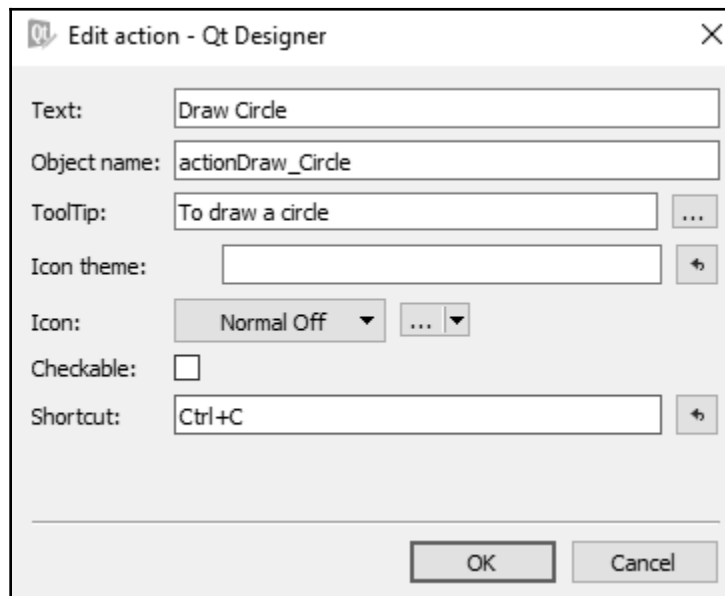 Qt Edit action - Qt Designer
Text: Draw Circle
Object name: actionDraw_Circle
ToolTip: To draw a circle ...
Icon theme:
Icon: Normal Off ...
Checkable:
Shortcut: Ctrl+C
OK Cancel